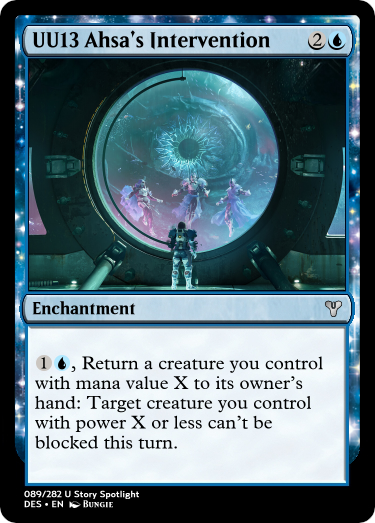 UU13 Ahsa's Intervention 2
Enchantment
1 , Return a creature you control
with mana value X to its owner's
hand: Target creature you control
with power X or less can't be
blocked this turn.
089/282 U Story Spotlight
DES • EN Bungie